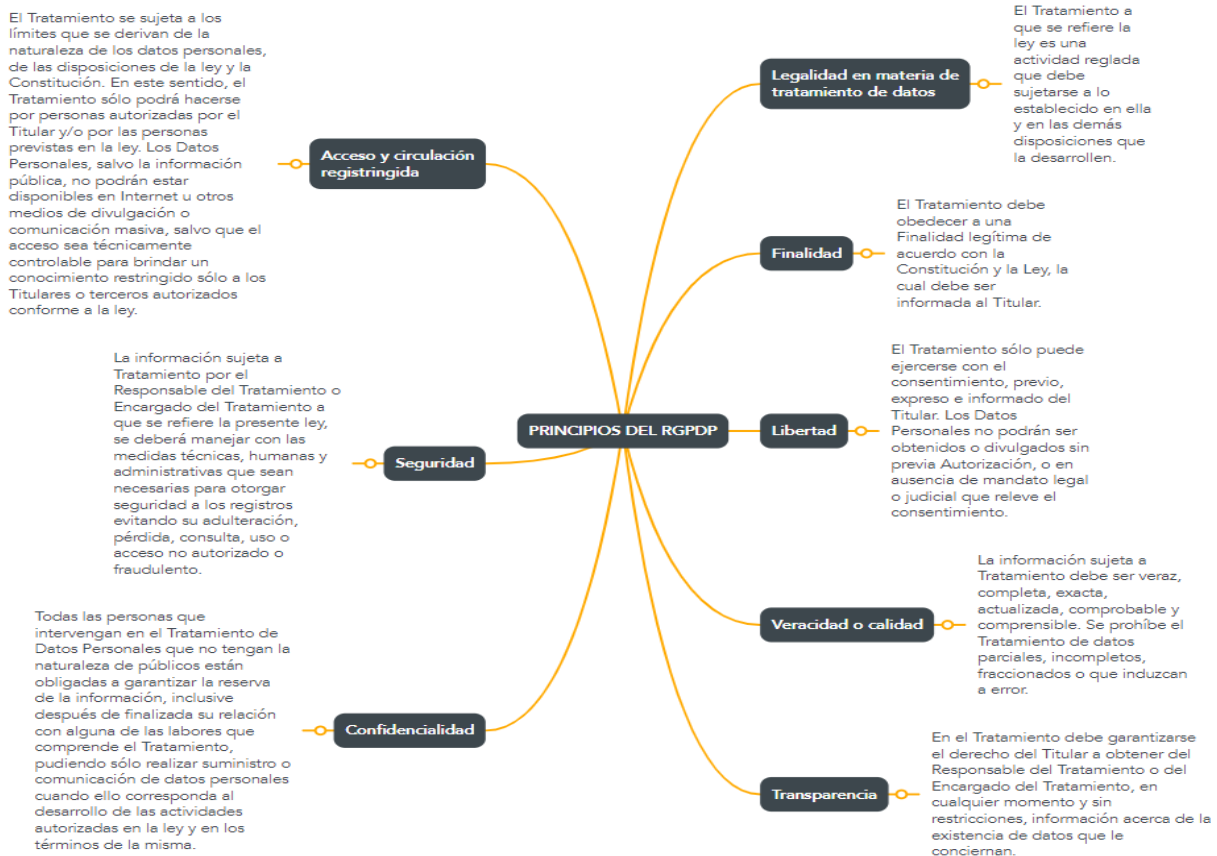 PRINCIPIOS DEL RGPDP
Legalidad en materia de
tratamiento de datos
El Tratamiento a
que se refiere la
ley es una
actividad reglada
que debe
sujetarse a lo
establecido en ella
y en las demás
disposiciones que
la desarrollen.
Finalidad
El Tratamiento debe
obedecer a una
Finalidad legítima de
acuerdo con la
Constitución y la Ley, la
cual debe ser
informada al Titular.
Libertad
El Tratamiento sólo puede
ejercerse con el
consentimiento, previo,
expreso e informado del
Titular. Los Datos
Personales no podrán ser
obtenidos o divulgados sin
previa Autorización, o en
ausencia de mandato legal
o judicial que releve el
consentimiento.
Veracidad o calidad
La información sujeta a
Tratamiento debe ser veraz,
completa, exacta,
actualizada, comprobable y
comprensible. Se prohíbe el
Tratamiento de datos
parciales, incompletos,
fraccionados o que induzcan
a error.
Transparencia
En el Tratamiento debe garantizarse
el derecho del Titular a obtener del
Responsable del Tratamiento o del
Encargado del Tratamiento, en
cualquier momento y sin
restricciones, información acerca de la
existencia de datos que le
conciernan.
Acceso y circulación
registringida
El Tratamiento se sujeta a los
límites que se derivan de la
naturaleza de los datos personales,
de las disposiciones de la ley y la
Constitución. En este sentido, el
Tratamiento sólo podrá hacerse
por personas autorizadas por el
Titular y/o por las personas
previstas en la ley. Los Datos
Personales, salvo la información
pública, no podrán estar
disponibles en Internet u otros
medios de divulgación o
comunicación masiva, salvo que el
acceso sea técnicamente
controlable para brindar un
conocimiento restringido sólo a los
Titulares o terceros autorizados
conforme a la ley.
Seguridad
La información sujeta a
Tratamiento por el
Responsable del Tratamiento o
Encargado del Tratamiento a
que se refiere la presente ley,
se deberá manejar con las
medidas técnicas, humanas y
administrativas que sean
necesarias para otorgar
seguridad a los registros
evitando su adulteración,
pérdida, consulta, uso o
acceso no autorizado o
fraudulento.
Confidencialidad
Todas las personas que
intervengan en el Tratamiento de
Datos Personales que no tengan la
naturaleza de públicos están
obligadas a garantizar la reserva
de la información, inclusive
después de finalizada su relación
con alguna de las labores que
comprende el Tratamiento,
pudiendo sólo realizar suministro o
comunicación de datos personales
cuando ello corresponda al
desarrollo de las actividades
autorizadas en la ley y en los
términos de la misma.